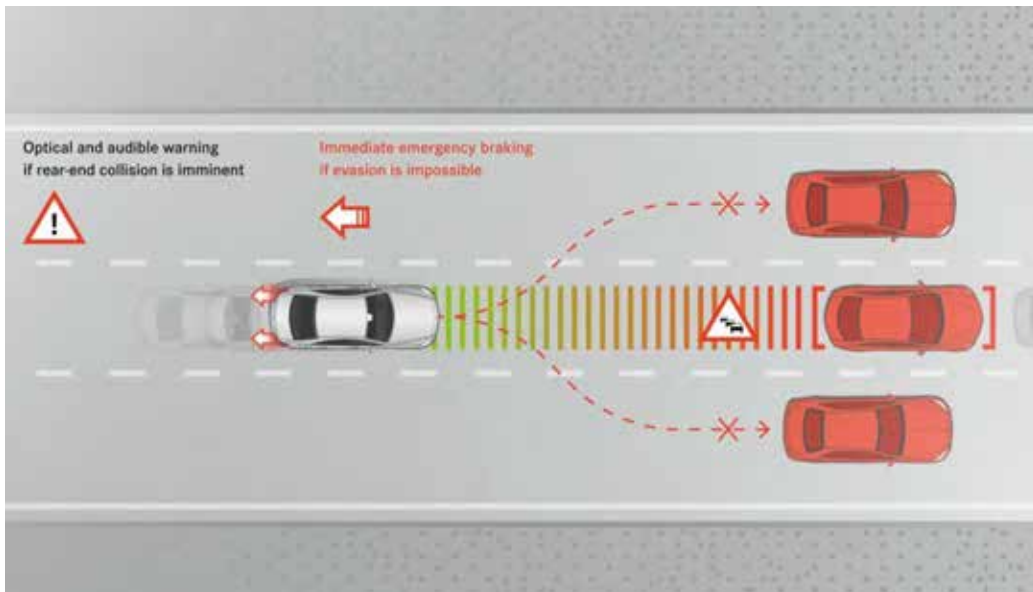 Optical and audible warning
if rear-end collision is imminent
Immediate emergency braking
if evasion is impossible
!